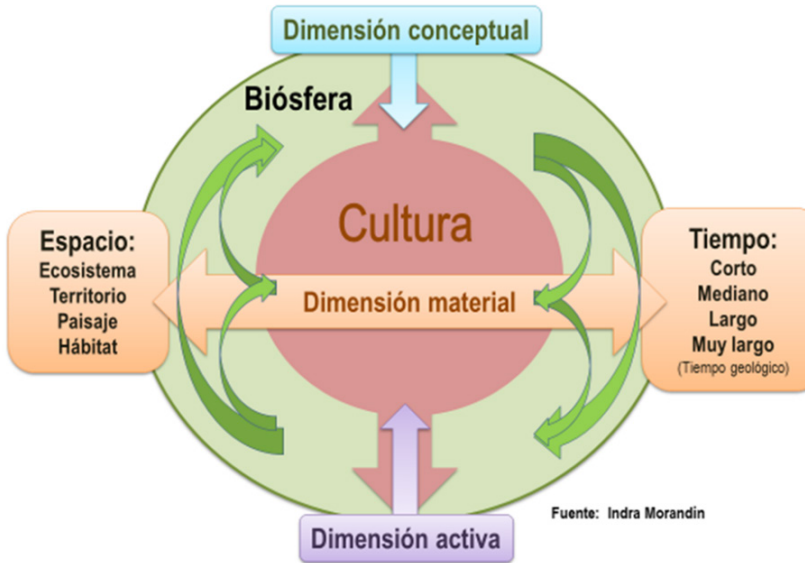 Dimensión conceptual
Biósfera
Cultura
Espacio:
Ecosistema
Territorio
Paisaje
Hábitat
Dimensión material
Tiempo:
Corto
Mediano
Largo
Muy largo
(Tiempo geológico)
Fuente: Indra Morandín
Dimensión activa